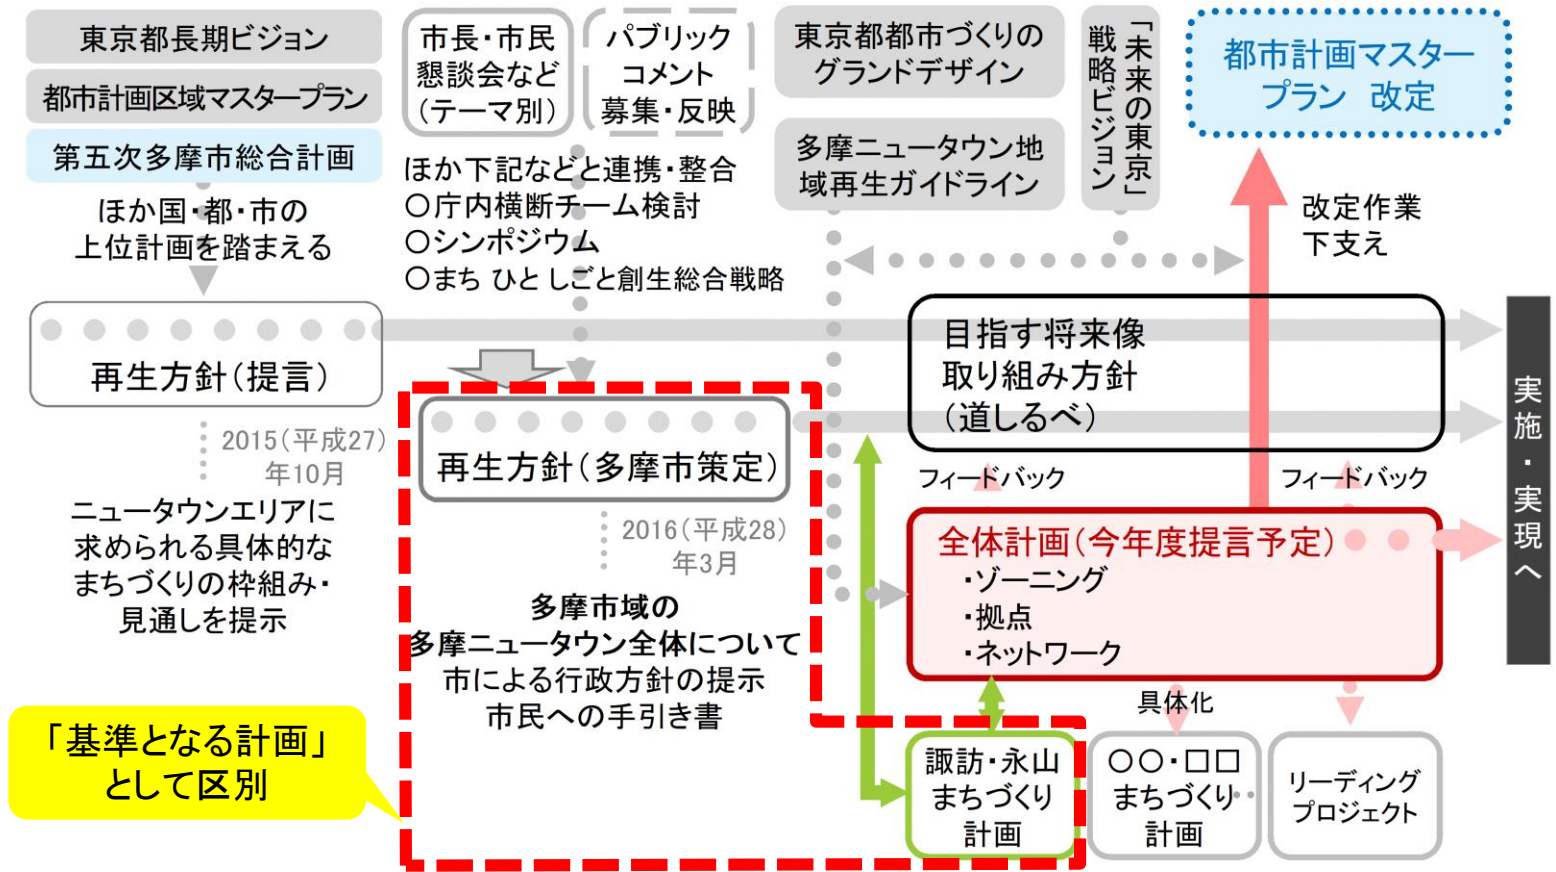 東京都長期ビジョン
都市計画区域マスタープラン
第五次多摩市総合計画
ほか国・都・市の
上位計画を踏まえる
市長・市民
懇談会など
(テーマ別)
パブリック
コメント
募集・反映
ほか下記などと連携・整合
〇庁内横断チーム検討
〇シンポジウム
〇まち ひと しごと創生総合戦略
東京都都市づくりの
グランドデザイン
多摩ニュータウン地
域再生ガイドライン
「未来の東京」
戦略ビジョン
都市計画マスター
プラン 改定
改定作業
下支え
再生方針(提言)
2015(平成27)
年10月
ニュータウンエリアに
求められる具体的な
まちづくりの枠組み・
見通しを提示
再生方針(多摩市策定)
2016(平成28)
年3月
多摩市域の
多摩ニュータウン全体について
市による行政方針の提示
市民への手引き書
目指す将来像
取り組み方針
(道しるべ)
フィードバック
フィードバック
全体計画(今年度提言予定)
・ゾーニング
・拠点
・ネットワーク
具体化
諏訪・永山
まちづくり
計画
〇〇・□□
まちづくり
計画
リーディング
プロジェクト
実施・実現へ
「基準となる計画」
として区別